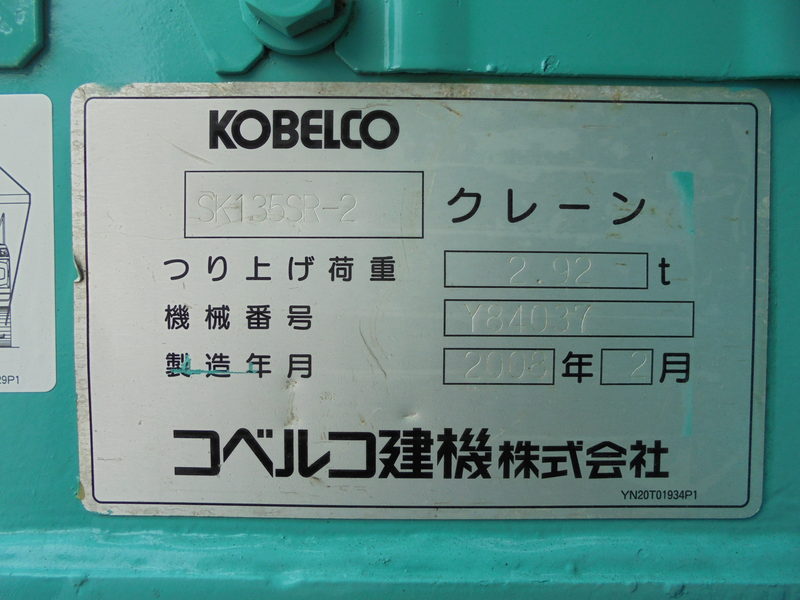 KOBELCO
SK135SR-2 クレーン
つり上げ荷重 2.92 t
機械番号 Y84037
製造年月 2008 年 2 月
コベルコ建機株式会社
YN20T01934P1
29P1